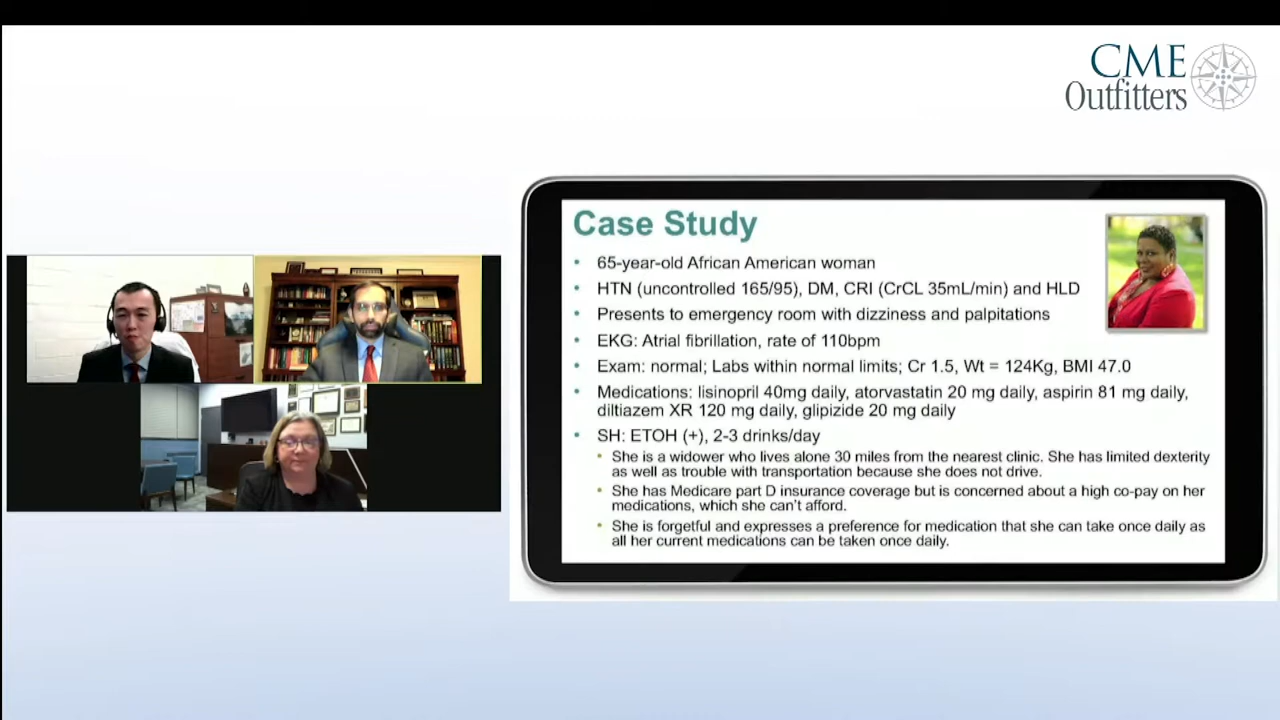 CME
Outfitters
Case Study
• 65-year-old African American woman
• HTN (uncontrolled 165/95), DM, CRI (CrCL 35mL/min) and HLD
• Presents to emergency room with dizziness and palpitations
• EKG: Atrial fibrillation, rate of 110bpm
• Exam: normal; Labs within normal limits; Cr 1.5, Wt = 124Kg, BMI 47.0
• Medications: lisinopril 40mg daily, atorvastatin 20 mg daily, aspirin 81 mg daily,
diltiazem XR 120 mg daily, glipizide 20 mg daily
• SH: ETOH (+), 2-3 drinks/day
• She is a widower who lives alone 30 miles from the nearest clinic. She has limited dexterity
as well as trouble with transportation because she does not drive.
• She has Medicare part D insurance coverage but is concerned about a high co-pay on her
medications, which she can't afford.
• She is forgetful and expresses a preference for medication that she can take once daily as
all her current medications can be taken once daily.